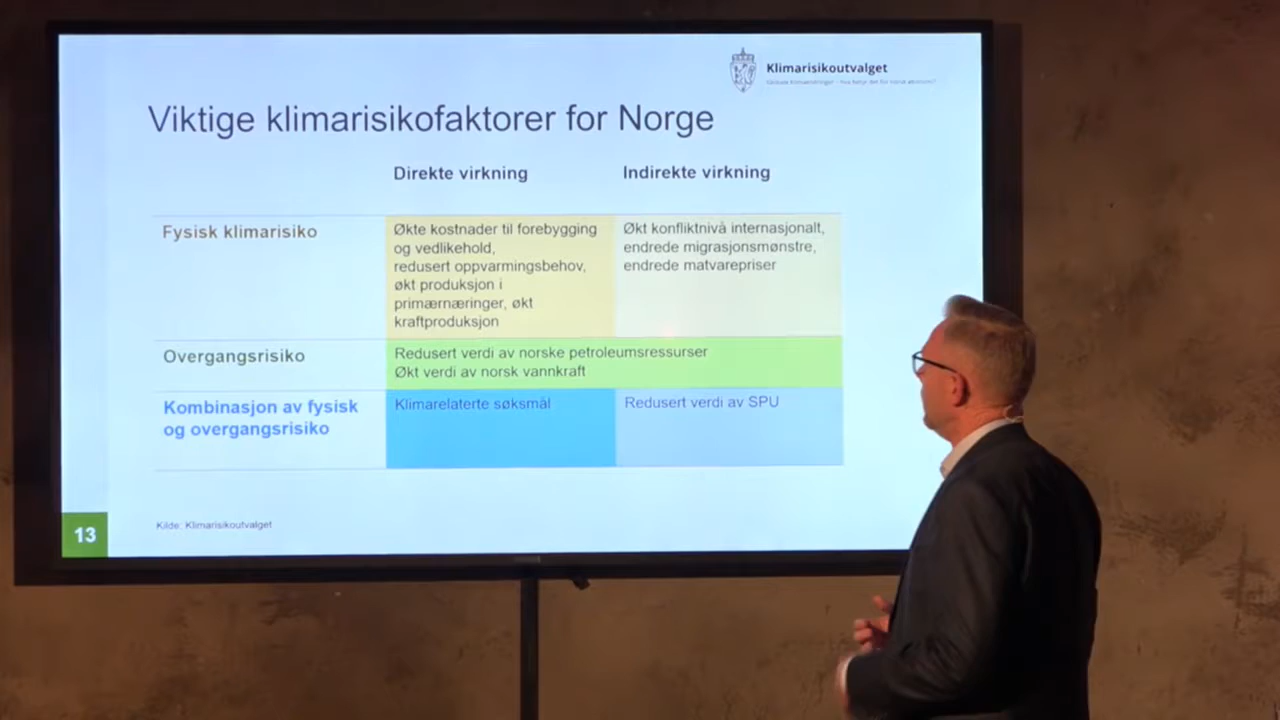 Klimarisikoutvalget
Viktige klimarisikofaktorer for Norge
Direkte virkning
Indirekte virkning
Fysisk klimarisiko
Økte kostnader til forebygging
og vedlikehold,
redusert oppvarmingsbehov,
økt produksjon i
primærnæringer, økt
kraftproduksjon
Økt konfliktnivå internasjonalt,
endrede migrasjonsmønstre,
endrede matvarepriser
Overgangsrisiko
Redusert verdi av norske petroleumsressurser
Økt verdi av norsk vannkraft
Kombinasjon av fysisk
og overgangsrisiko
Klimarelaterte søksmål
Redusert verdi av SPU
Kilde: Klimarisikoutvalget
13